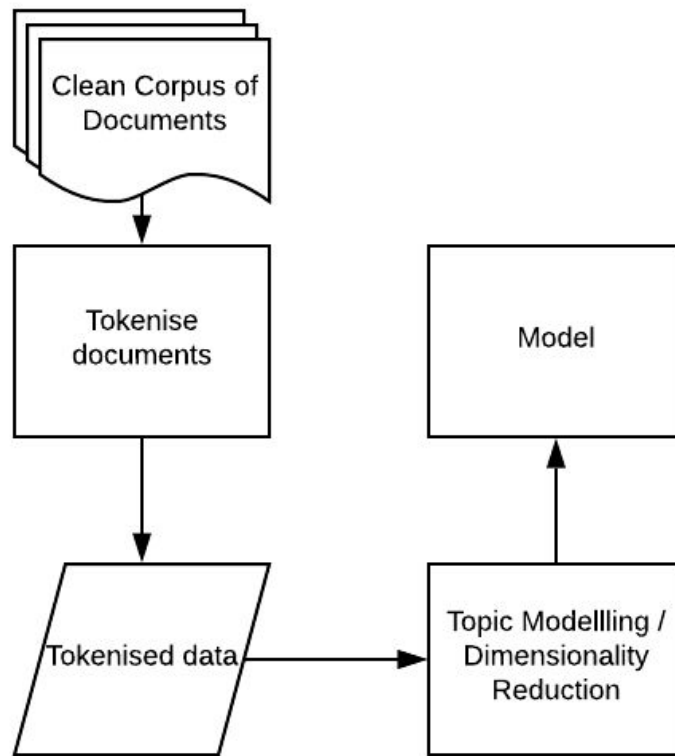 Clean Corpus of
Documents
Tokenise
documents
Tokenised data
Topic Modellling /
Dimensionality
Reduction
Model